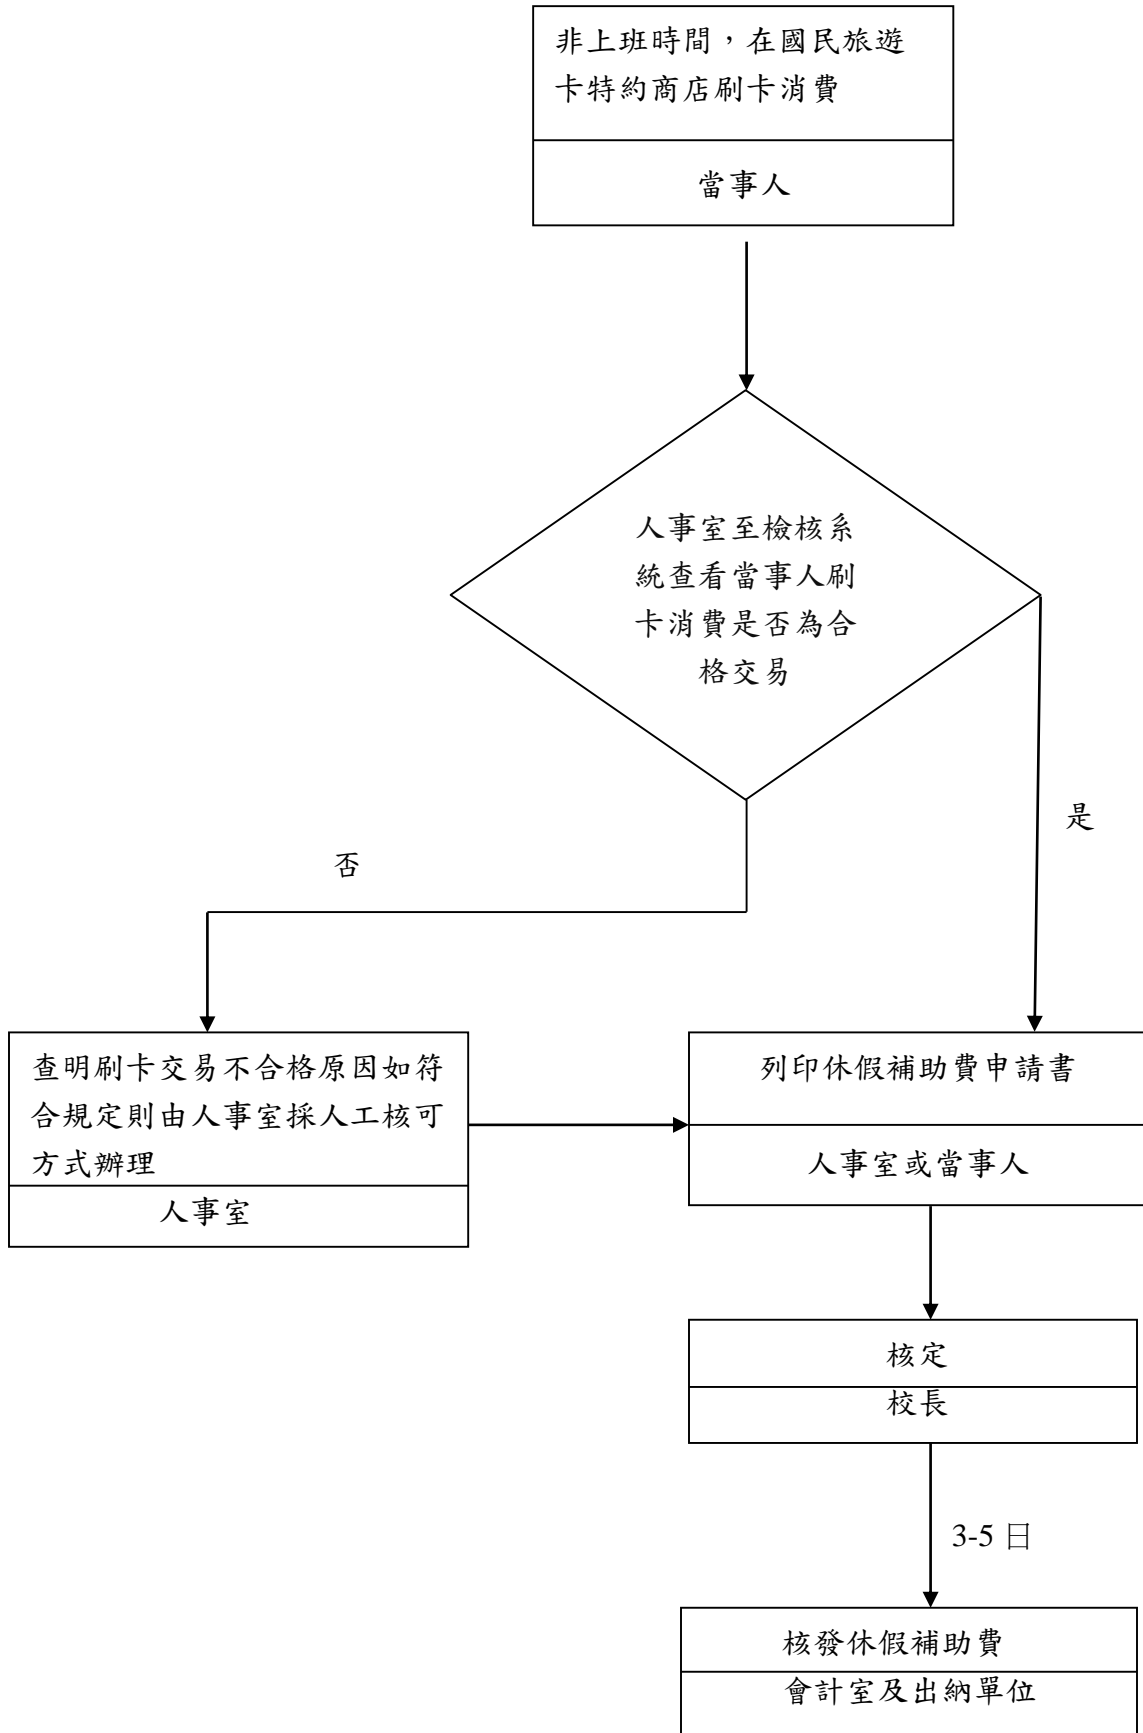 非上班時間，在國民旅遊
卡特約商店刷卡消費
當事人
人事室至檢核系
統查看當事人刷
卡消費是否為合
格交易
是
否
查明刷卡交易不合格原因如符
合規定則由人事室採人工核可
方式辦理
人事室
列印休假補助費申請書
人事室或當事人
核定
校長
3-5 日
核發休假補助費
會計室及出納單位